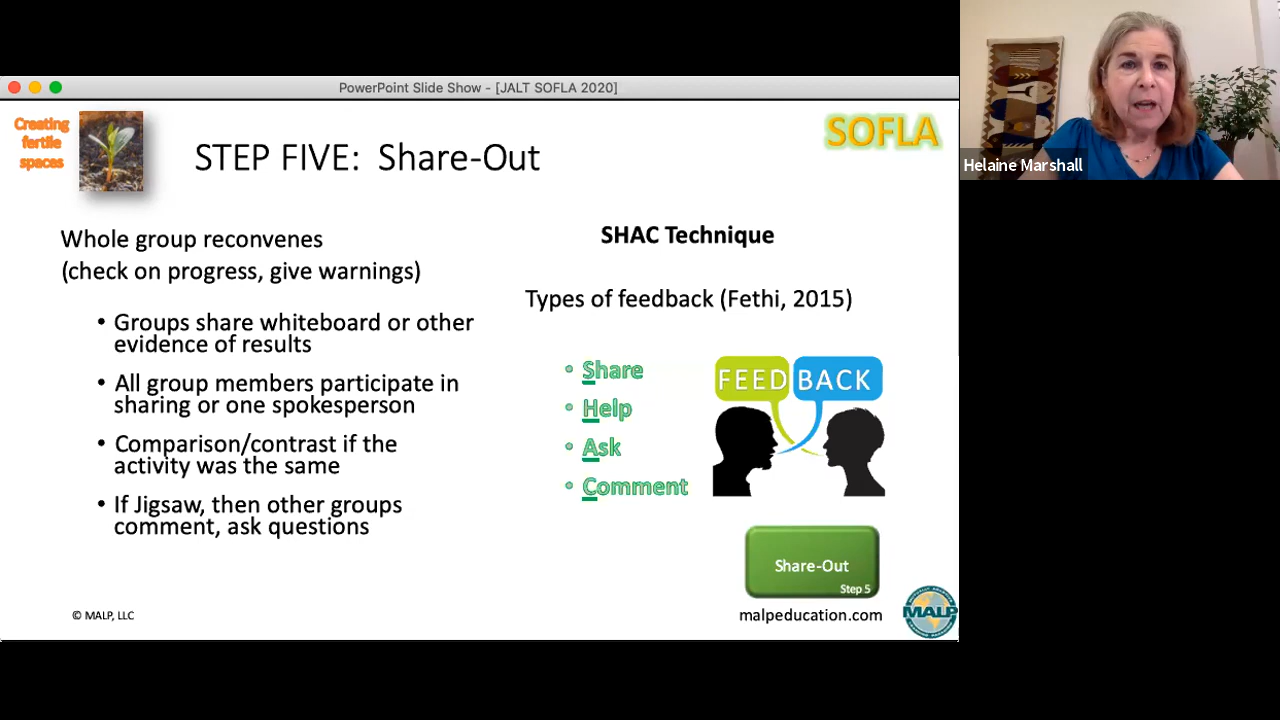 PowerPoint Slide Show - [JALT SOFLA 2020]
Creating
fertile
spaces
STEP FIVE: Share-Out
SOFLA
Whole group reconvenes
(check on progress, give warnings)
• Groups share whiteboard or other
evidence of results
• All group members participate in
sharing or one spokesperson
• Comparison/contrast if the
activity was the same
• If Jigsaw, then other groups
comment, ask questions
SHAC Technique
Types of feedback (Fethi, 2015)
• Share
• Help
• Ask
• Comment
FEED BACK
Share-Out
Step 5
© MALP, LLC
malpeducation.com
MALP
Helaine Marshall